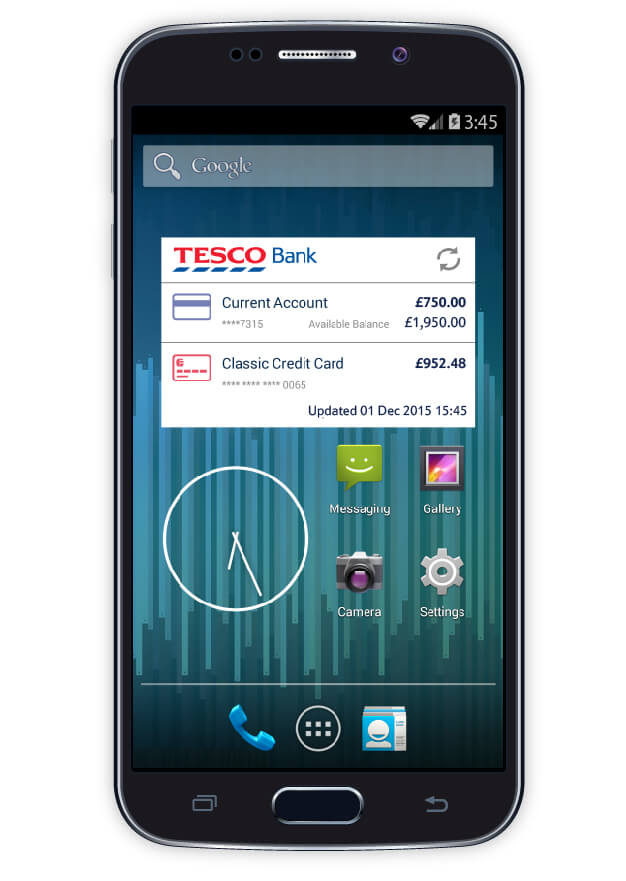 3:45
Google
TESCO Bank
Current Account £750.00
****7315 Available Balance £1,950.00
Classic Credit Card £952.48
**** **** **** 0065
Updated 01 Dec 2015 15:45
Messaging Gallery
Camera Settings